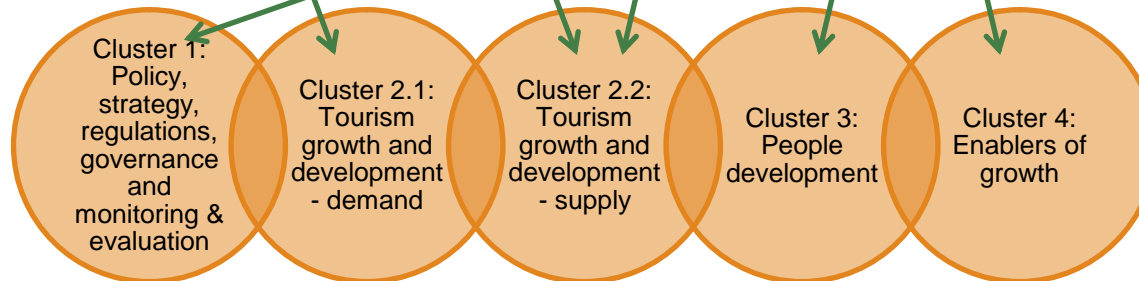 Cluster 1:
Policy,
strategy,
regulations,
governance
and
monitoring &
evaluation
Cluster 2.1:
Tourism
growth and
development
- demand
Cluster 2.2:
Tourism
growth and
development
- supply
Cluster 3:
People
development
Cluster 4:
Enablers of
growth